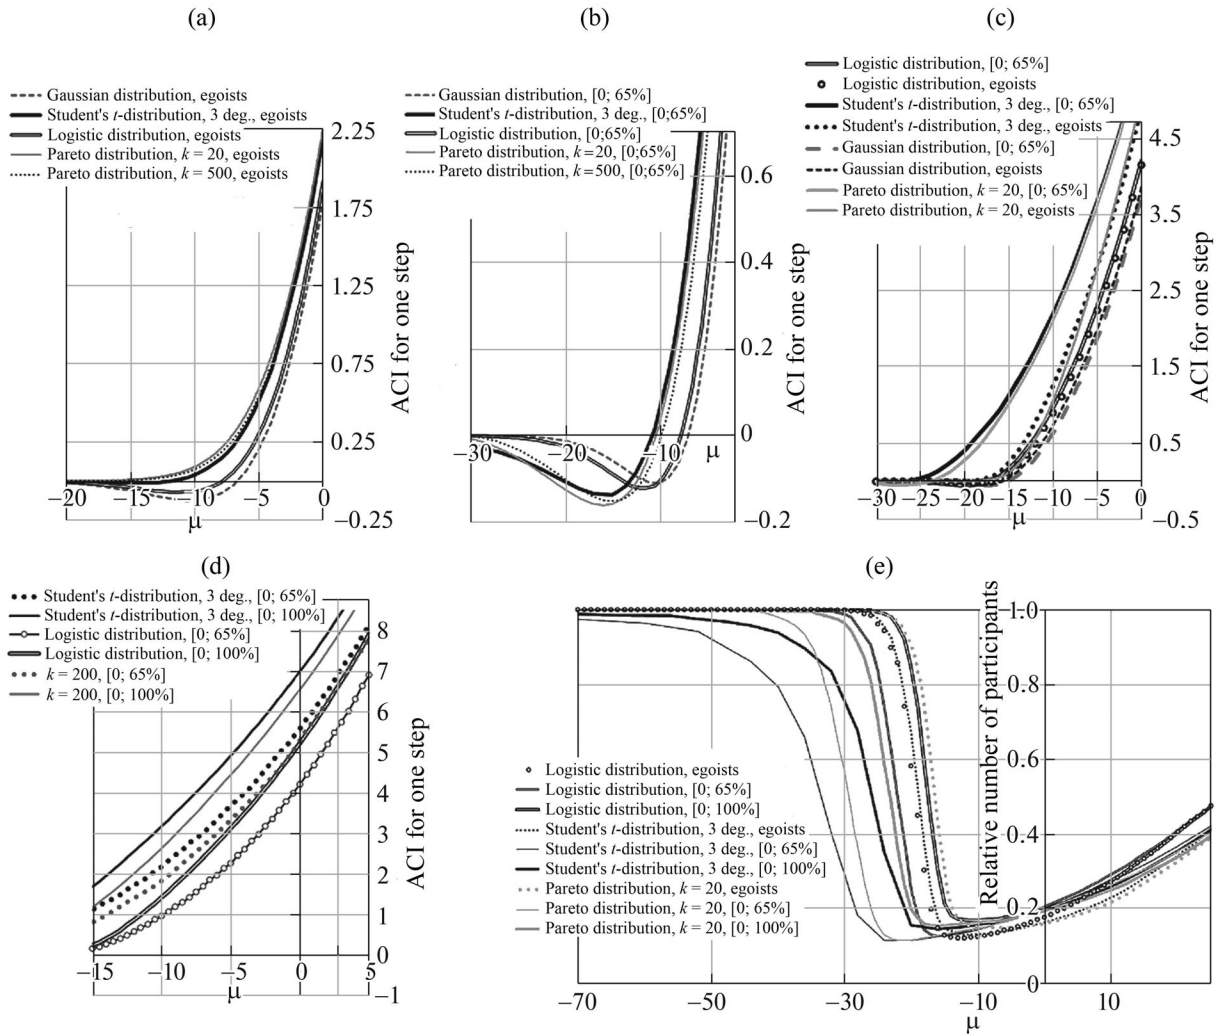 (a)
Gaussian distribution, egoists
Student's t-distribution, 3 deg., egoists
Logistic distribution, egoists
Pareto distribution, k = 20, egoists
Pareto distribution, k = 500, egoists
2.25
1.75
1.25
0.75
0.25
−0.25
ACI for one step
−20
−15
−10
−5
0
μ
(b)
Gaussian distribution, [0; 65%]
Student's t-distribution, 3 deg., [0;65%]
Logistic distribution, [0;65%]
Pareto distribution, k=20, [0;65%]
Pareto distribution, k=500, [0;65%]
0.6
0.4
0.2
0
−0.2
ACI for one step
−30
−20
−10
μ
(c)
Logistic distribution, [0; 65%]
Logistic distribution, egoists
Student's t-distribution, 3 deg., [0; 65%]
Student's t-distribution, 3 deg., egoists
Gaussian distribution, [0; 65%]
Gaussian distribution, egoists
Pareto distribution, k = 20, [0; 65%]
Pareto distribution, k = 20, egoists
4.5
3.5
2.5
1.5
0.5
−0.5
ACI for one step
−30
−25
−20
−15
−10
−5
0
μ
(d)
Student's t-distribution, 3 deg., [0; 65%]
Student's t-distribution, 3 deg., [0; 100%]
Logistic distribution, [0; 65%]
Logistic distribution, [0; 100%]
k = 200, [0; 65%]
k = 200, [0; 100%]
8
7
6
5
4
3
2
1
0
−1
ACI for one step
−15
−10
−5
0
5
μ
(e)
Logistic distribution, egoists
Logistic distribution, [0; 65%]
Logistic distribution, [0; 100%]
Student's t-distribution, 3 deg., egoists
Student's t-distribution, 3 deg., [0; 65%]
Student's t-distribution, 3 deg., [0; 100%]
Pareto distribution, k = 20, egoists
Pareto distribution, k = 20, [0; 65%]
Pareto distribution, k = 20, [0; 100%]
Relative number of participants
1.0
0.8
0.6
0.4
0.2
0
−70
−50
−30
−10
10
μ